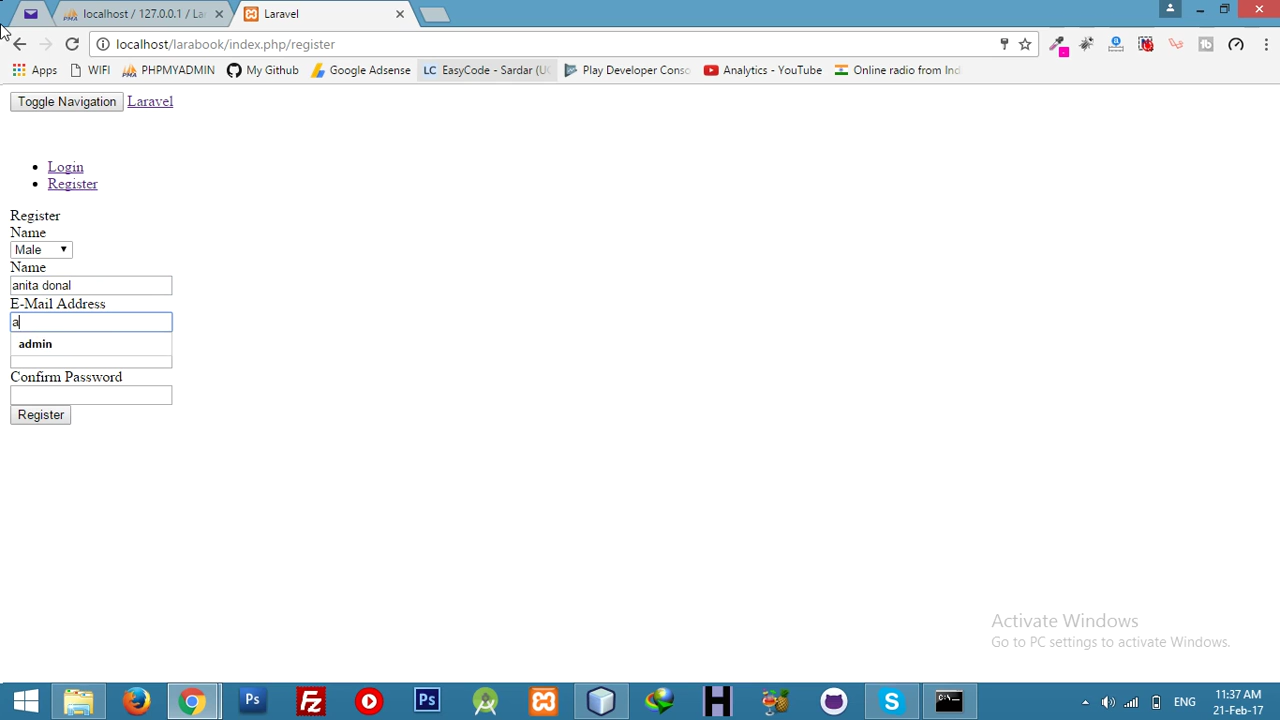 localhost / 127.0.0.1 / La
Laravel
localhost/larabook/index.php/register
Apps
WIFI
PHPMYADMIN
My Github
Google Adsense
LC EasyCode - Sardar (U
Play Developer Conso
Analytics - YouTube
Online radio from Ind
Toggle Navigation Laravel
Login
Register
Register
Name
Male
Name
anita donal
E-Mail Address
a
admin
Confirm Password
Register
Activate Windows
Go to PC settings to activate Windows.
ENG
11:37 AM
21-Feb-17